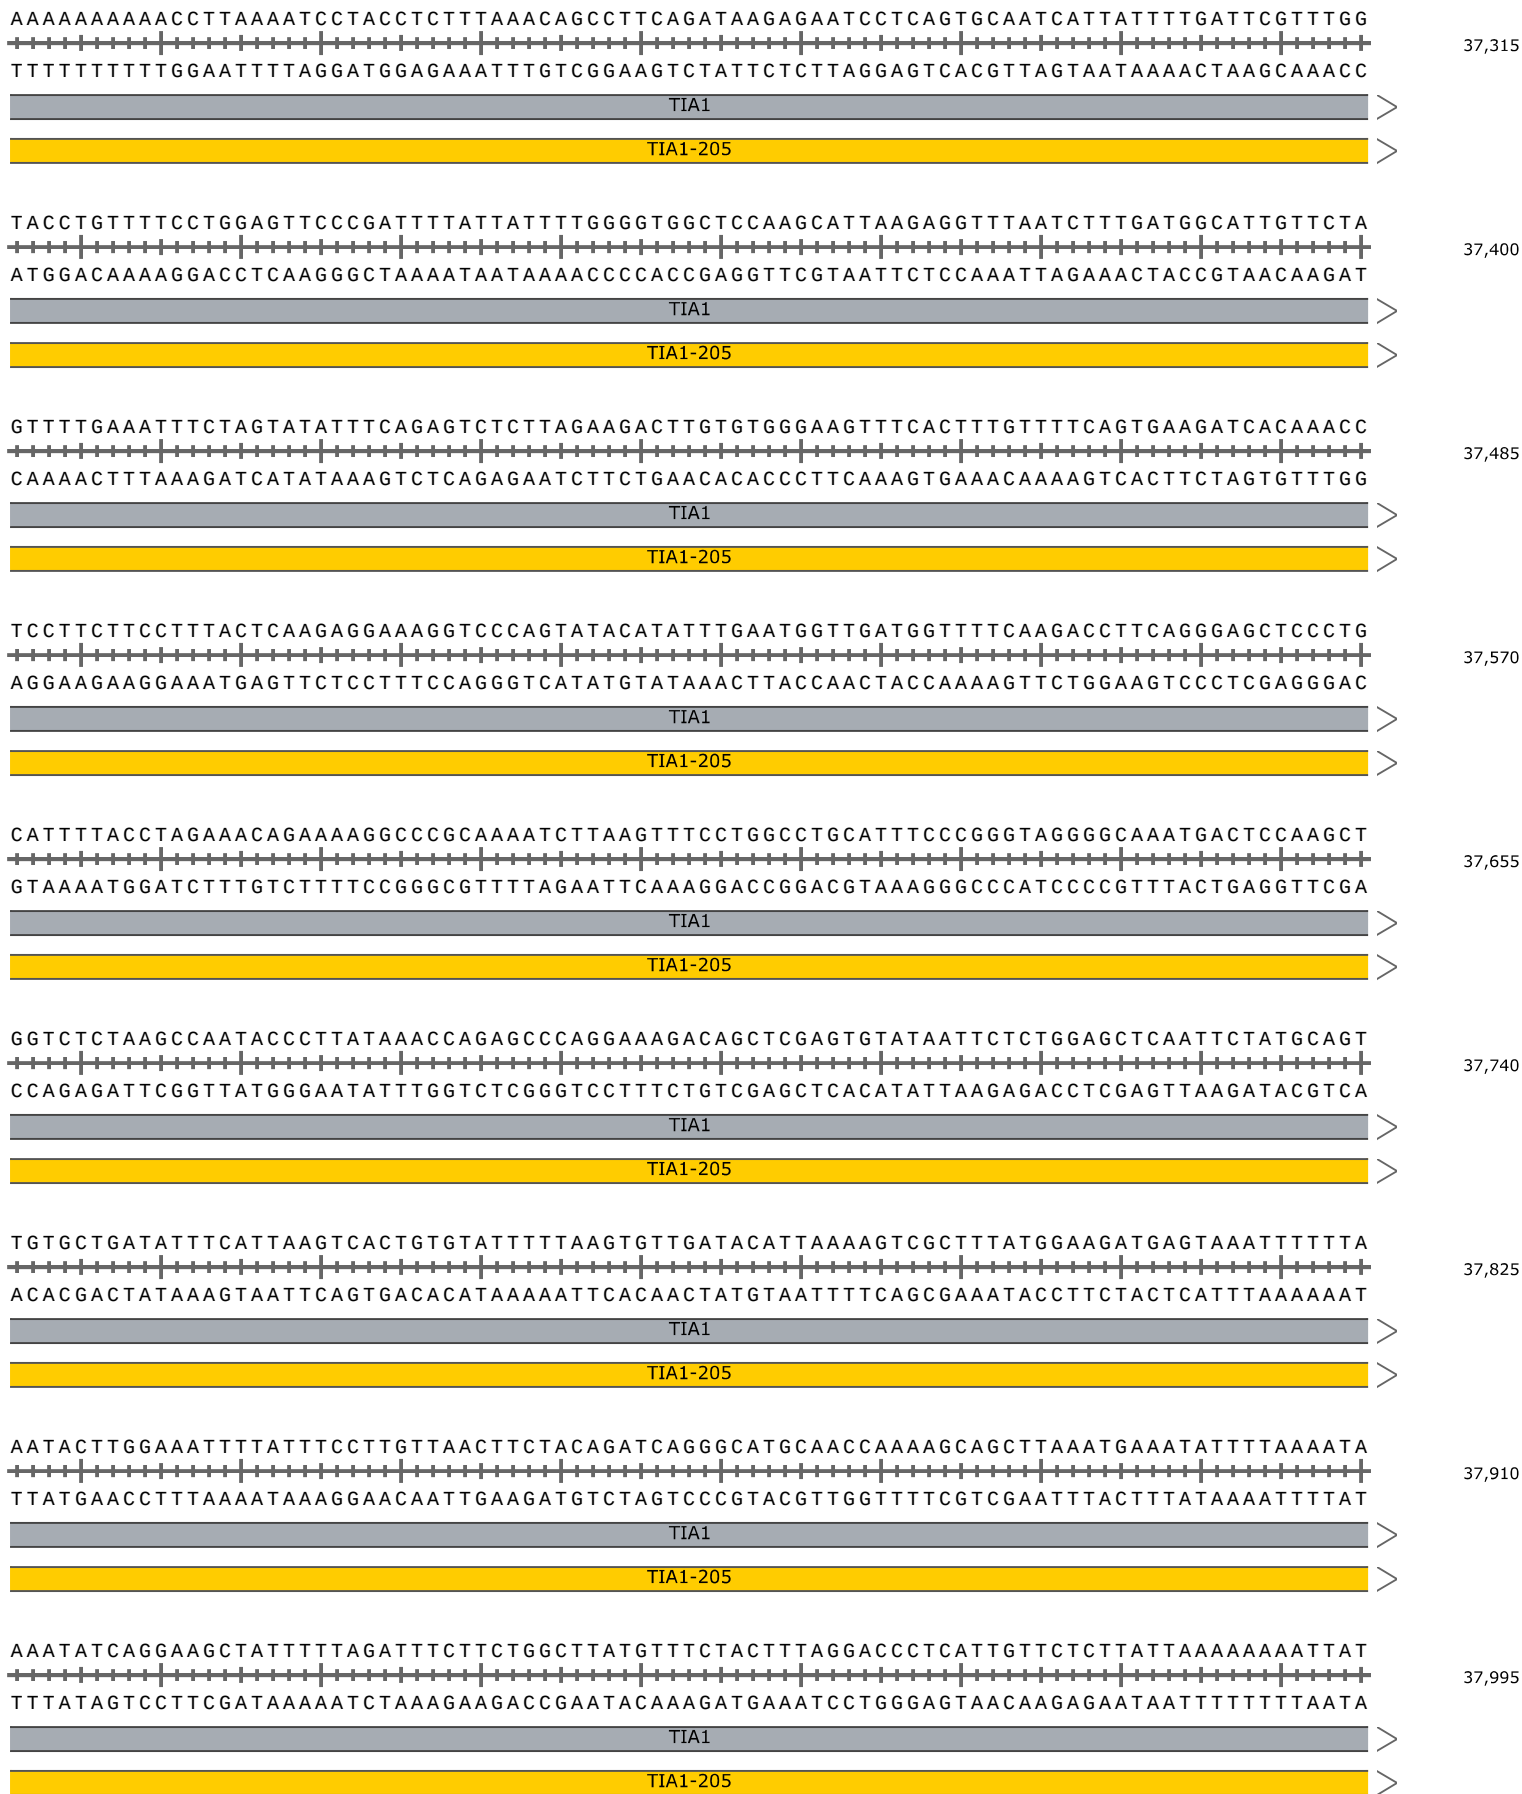 AAAAAAAAAACCTTAAAATCCTACCTCTTTAAACAGCCTTCAGATAAGAGAATCCTCAGTGCAATCATTATTTTGATTCGTTTGG
37,315
TTTTTTTTTTGGAATTTTAGGATGGAGAAATTTGTCGGAAGTCTATTCTCTTAGGAGTCACGTTAGTAATAAAACTAAGCAAACC
TIA1
TIA1-205
TACCTGTTTTCCTGGAGTTCCCGATTTTATTATTTTGGGGTGGCTCCAAGCATTAAGAGGTTTAATCTTTGATGGCATTGTTCTA
37,400
ATGGACAAAAGGACCTCAAGGGCTAAAATAATAAAACCCCACCGAGGTTCGTAATTCTCCAAATTAGAAACTACCGTAACAAGAT
TIA1
TIA1-205
GTTTTGAAATTTCTAGTATATTTCAGAGTCTCTTAGAAGACTTGTGTGGGAAGTTTCACTTTGTTTTCAGTGAAGATCACAAACC
37,485
CAAAACTTTAAAGATCATATAAAGTCTCAGAGAATCTTCTGAACACACCCTTCAAAGTGAAACAAAAGTCACTTCTAGTGTTTGG
TIA1
TIA1-205
TCCTTCTTCCTTTACTCAAGAGGAAAGGTCCCAGTATACATATTTGAATGGTTGATGGTTTTCAAGACCTTCAGGGAGCTCCCTG
37,570
AGGAAGAAGGAAATGAGTTCTCCTTTCCAGGGTCATATGTATAAACTTACCAACTACCAAAAGTTCTGGAAGTCCCTCGAGGGAC
TIA1
TIA1-205
CATTTTACCTAGAAACAGAAAAGGCCCGCAAAATCTTAAGTTTCCTGGCCTGCATTTCCCGGGTAGGGGCAAATGACTCCAAGCT
37,655
GTAAAATGGATCTTTGTCTTTTCCGGGCGTTTTAGAATTCAAAGGACCGGACGTAAAGGGCCCATCCCCGTTTACTGAGGTTCGA
TIA1
TIA1-205
GGTCTCTAAGCCAATACCCTTATAAACCAGAGCCCAGGAAAGACAGCTCGAGTGTATAATTCTCTGGAGCTCAATTCTATGCAGT
37,740
CCAGAGATTCGGTTATGGGAATATTTGGTCTCGGGTCCTTTCTGTCGAGCTCACATATTAAGAGACCTCGAGTTAAGATACGTCA
TIA1
TIA1-205
TGTGCTGATATTTCATTAAGTCACTGTGTATTTTTAAGTGTTGATACATTAAAAGTCGCTTTATGGAAGATGAGTAAATTTTTTA
37,825
ACACGACTATAAAGTAATTCAGTGACACATAAAAATTCACAACTATGTAATTTTCAGCGAAATACCTTCTACTCATTTAAAAAAT
TIA1
TIA1-205
AATACTTGGAAATTTTATTTCCTTGTTAACTTCTACAGATCAGGGCATGCAACCAAAAGCAGCTTAAATGAAATATTTTAAAATA
37,910
TTATGAACCTTTAAAATAAAGGAACAATTGAAGATGTCTAGTCCCGTACGTTGGTTTTCGTCGAATTTACTTTATAAAATTTTAT
TIA1
TIA1-205
AAATATCAGGAAGCTATTTTTAGATTTCTTCTGGCTTATGTTTCTACTTTAGGACCCTCATTGTTCTCTTATTAAAAAAAATTAT
37,995
TTTATAGTCCTTCGATAAAAATCTAAAGAAGACCGAATACAAAGATGAAATCCTGGGAGTAACAAGAGAATAATTTTTTTTAATA
TIA1
TIA1-205